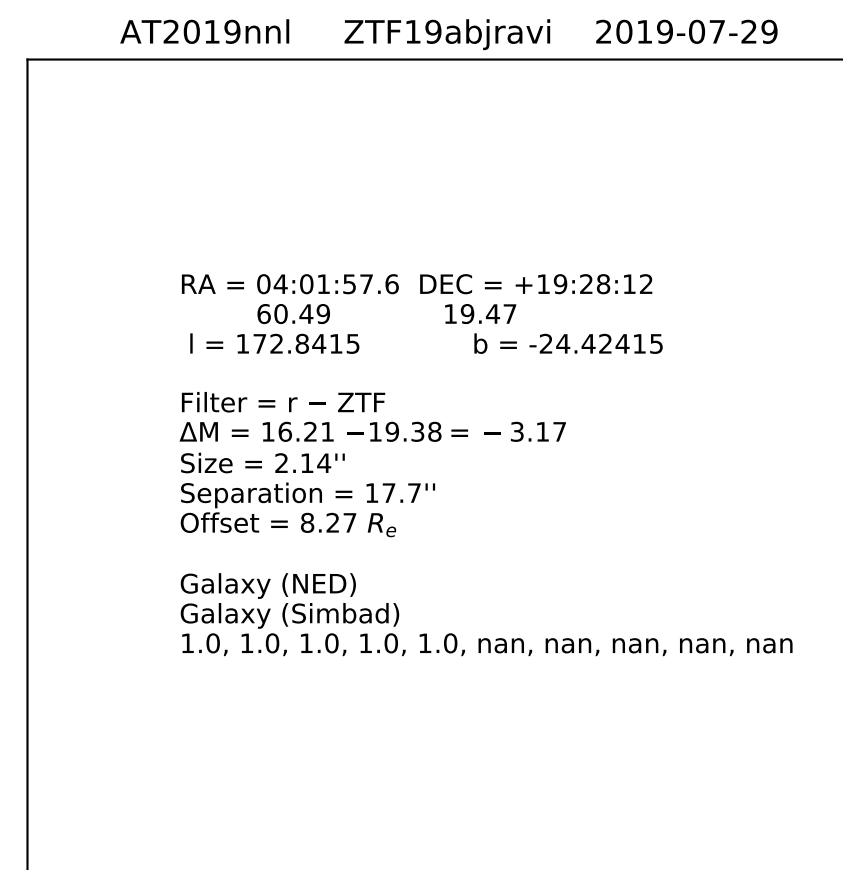 AT2019nnl ZTF19abjravi 2019-07-29
RA = 04:01:57.6 DEC = +19:28:12
60.49 19.47
l = 172.8415 b = -24.42415
Filter = r − ZTF
ΔM = 16.21 −19.38 = − 3.17
Size = 2.14''
Separation = 17.7''
Offset = 8.27 Rₑ
Galaxy (NED)
Galaxy (Simbad)
1.0, 1.0, 1.0, 1.0, 1.0, nan, nan, nan, nan, nan